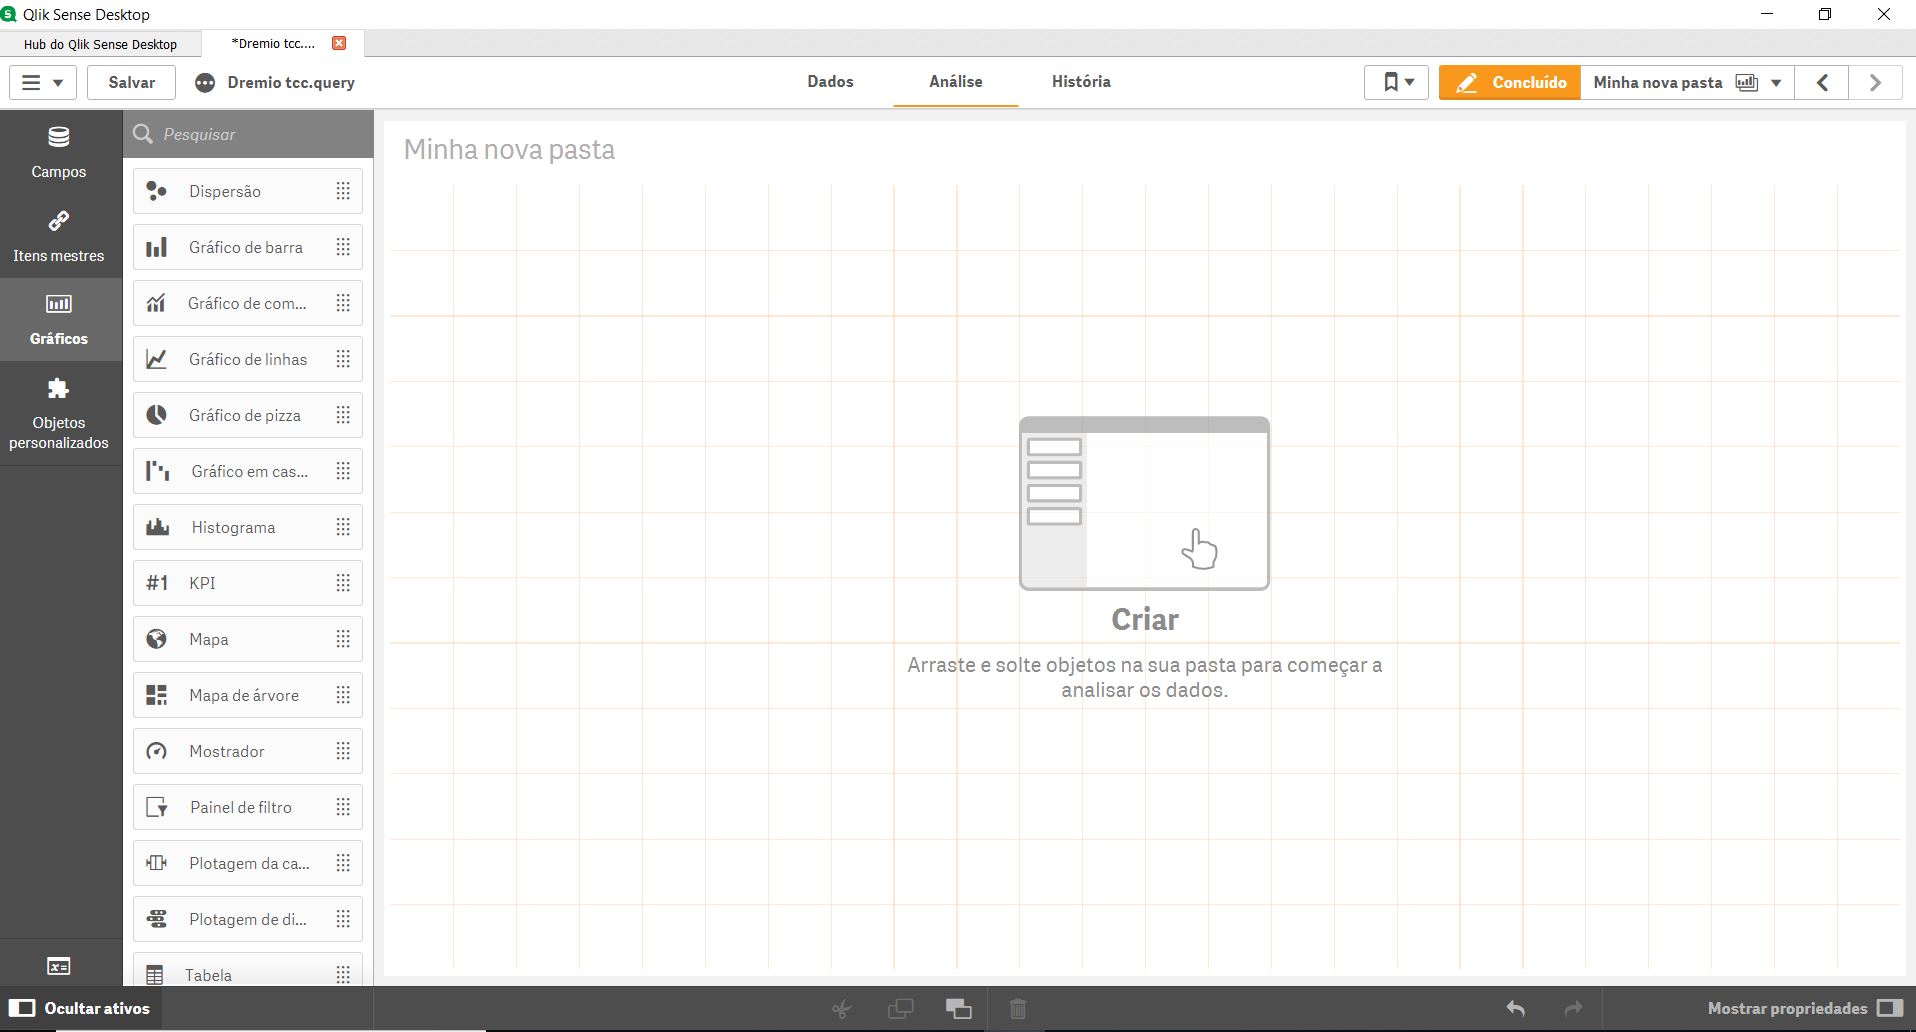 Qlik Sense Desktop
Hub do Qlik Sense Desktop
*Dremio tcc....
Salvar
Dremio tcc.query
Dados
Análise
História
Concluído
Minha nova pasta
Campos
Itens mestres
Gráficos
Objetos
personalizados
Pesquisar
Dispersão
Gráfico de barra
Gráfico de com...
Gráfico de linhas
Gráfico de pizza
Gráfico em cas...
Histograma
#1 KPI
Mapa
Mapa de árvore
Mostrador
Painel de filtro
Plotagem da ca...
Plotagem de di...
Tabela
Minha nova pasta
Criar
Arraste e solte objetos na sua pasta para começar a
analisar os dados.
x=
Ocultar ativos
Mostrar propriedades